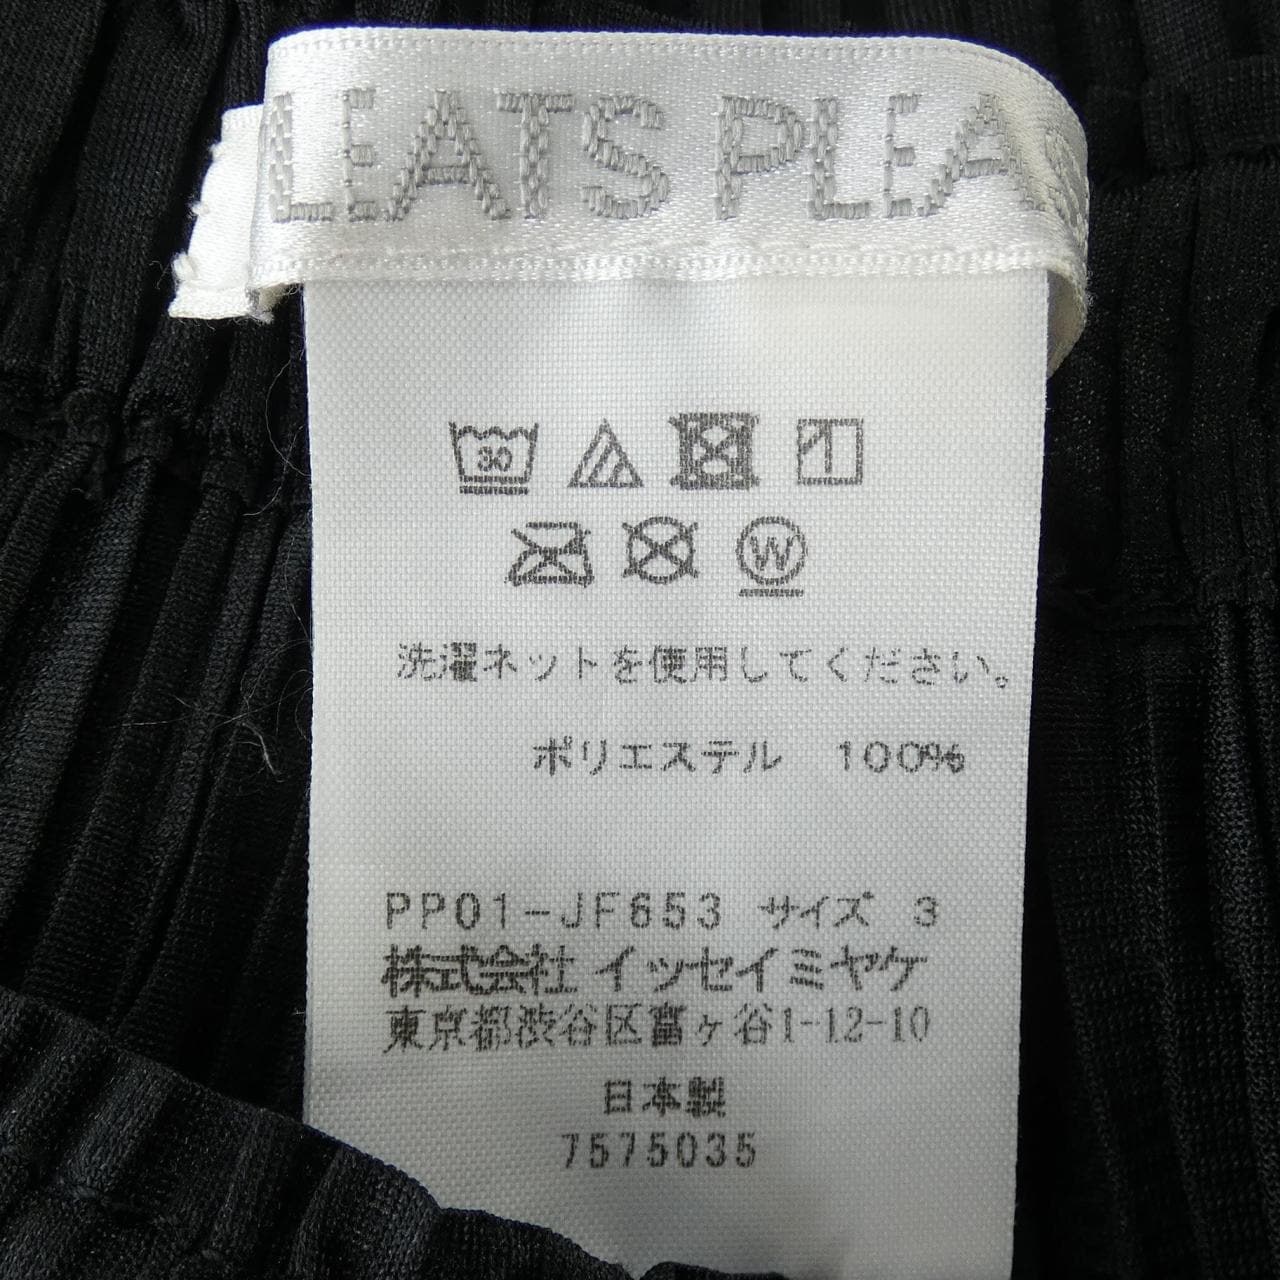 LEATS PLEAS
30
W
洗濯ネットを使用してください。
ポリエステル 100%
PP01-JF653 サイズ 3
株式会社 イッセイミヤケ
東京都渋谷区富ヶ谷1-12-10
日本製
7575035